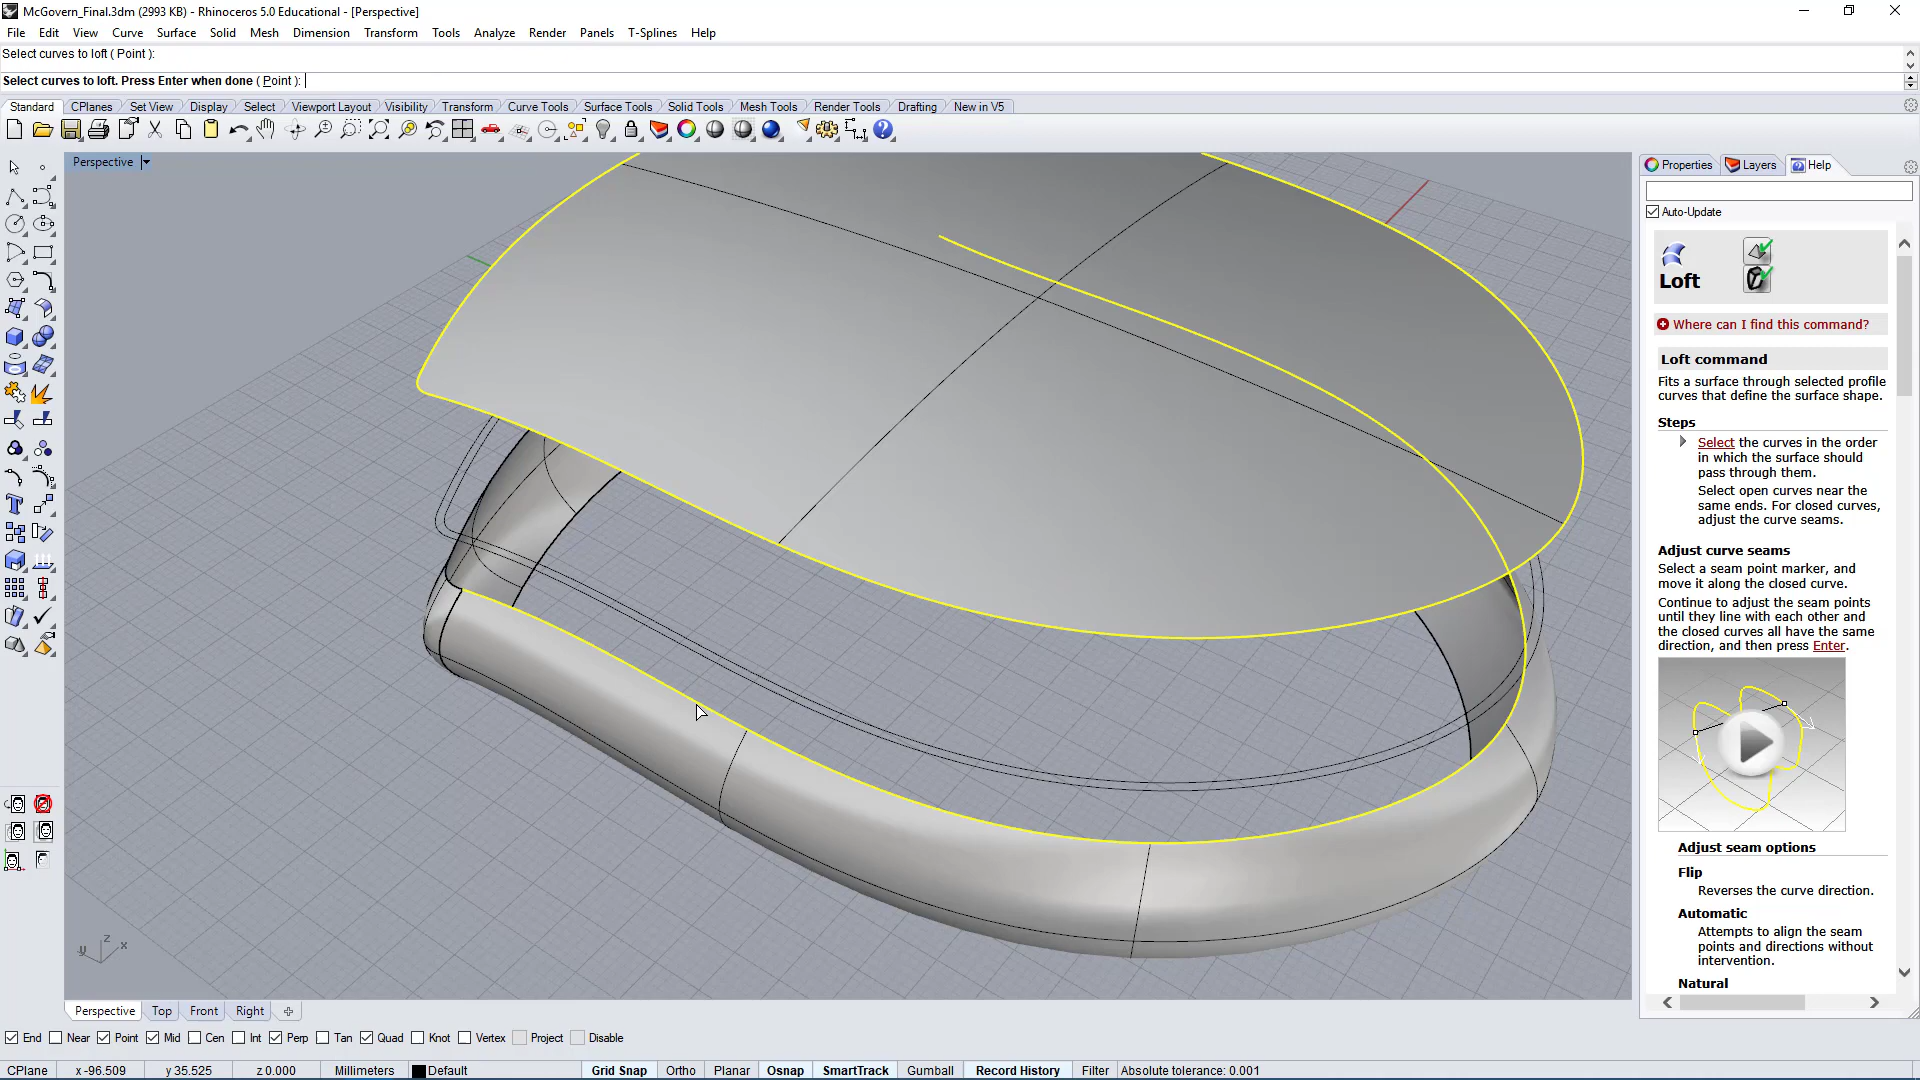 McGovern_Final.3dm (2993 KB) - Rhinoceros 5.0 Educational - [Perspective]
File Edit View Curve Surface Solid Mesh Dimension Transform Tools Analyze Render Panels T-Splines Help
Select curves to loft ( Point ):
Select curves to loft. Press Enter when done ( Point ):
Standard CPlanes Set View Display Select Viewport Layout Visibility Transform Curve Tools Surface Tools Solid Tools Mesh Tools Render Tools Drafting New in V5
Perspective
Properties Layers Help
Auto-Update
Loft
Where can I find this command?
Loft command
Fits a surface through selected profile
curves that define the surface shape.
Steps
Select the curves in the order
in which the surface should
pass through them.
Select open curves near the
same ends. For closed curves,
adjust the curve seams.
Adjust curve seams
Select a seam point marker, and
move it along the closed curve.
Continue to adjust the seam points
until they line with each other and
the closed curves all have the same
direction, and then press Enter.
Adjust seam options
Flip
Reverses the curve direction.
Automatic
Attempts to align the seam
points and directions without
intervention.
Natural
z
y x
Perspective Top Front Right
End Near Point Mid Cen Int Perp Tan Quad Knot Vertex Project Disable
CPlane x -96.509 y 35.525 z 0.000 Millimeters Default Grid Snap Ortho Planar Osnap SmartTrack Gumball Record History Filter Absolute tolerance: 0.001